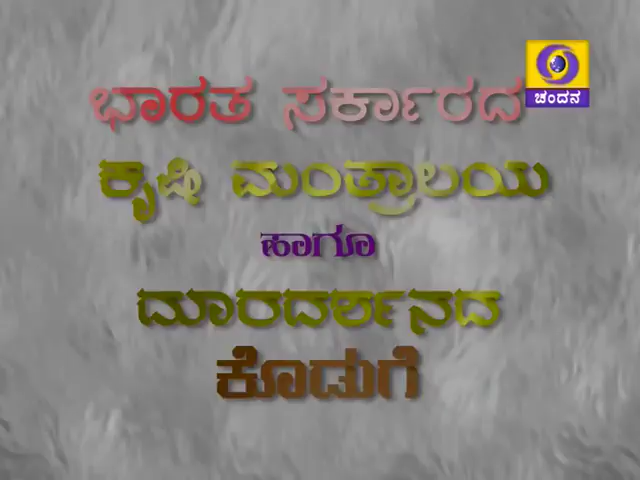 ಭಾರತ ಸರ್ಕಾರದ
ಚಂದನ
ಕೃಷಿ ಮಂತ್ರಾಲಯ
ಹಾಗೂ
ದೂರದರ್ಶನದ
ಕೊಡುಗೆ